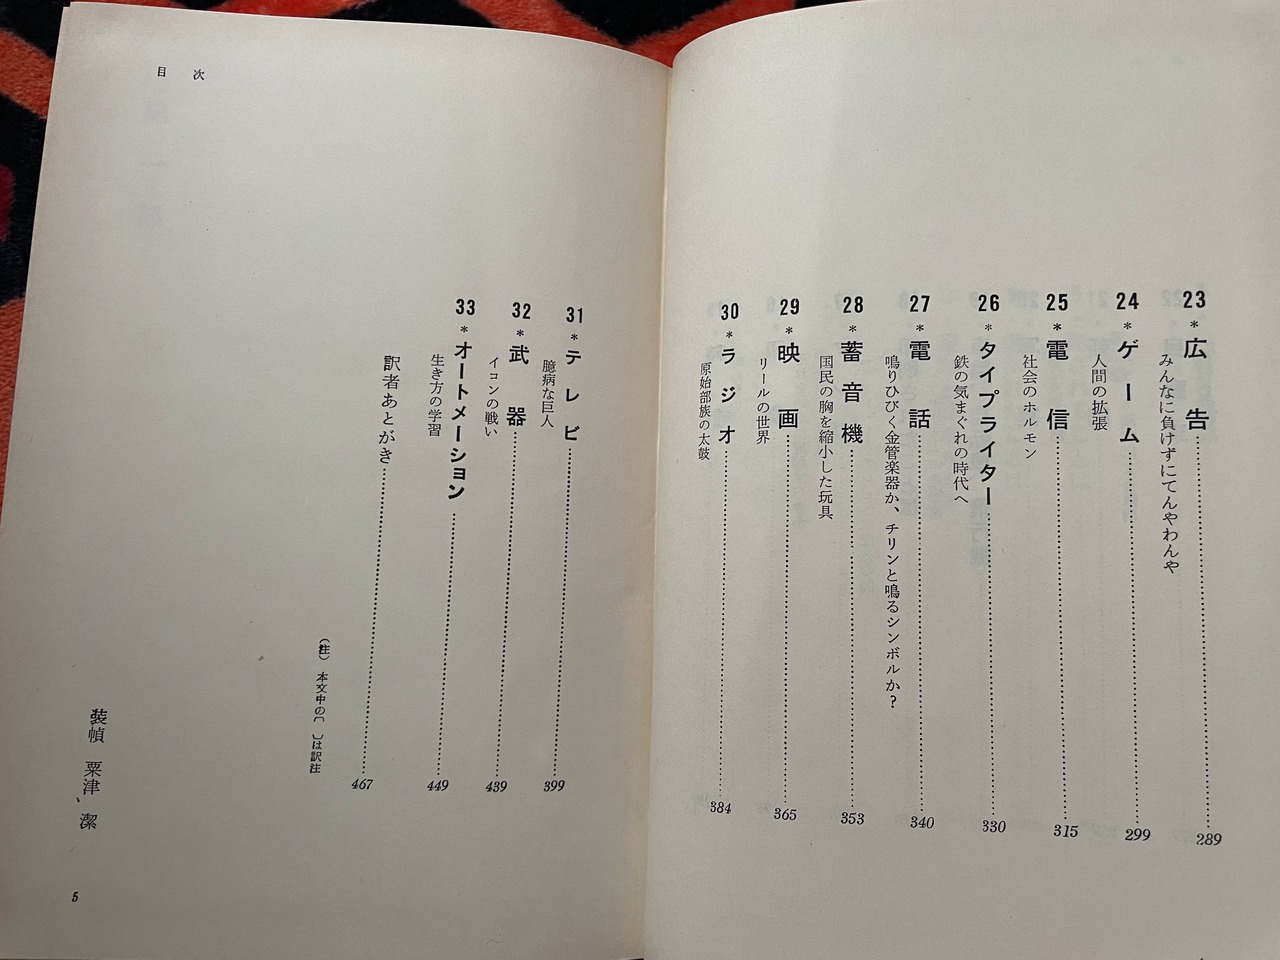 23＊広告
みんなに負けずにてんやわんや
289
24＊ゲーム
人間の拡張
299
25＊電信
社会のホルモン
315
26＊タイプライター
鉄の気まぐれの時代へ
330
27＊電話
鳴りひびく金管楽器か、チリンと鳴るシンボルか？
340
28＊蓄音機
国民の胸を縮小した玩具
353
29＊映画
リールの世界
365
30＊ラジオ
原始部族の太鼓
384
目次
31＊テレビ
臆病な巨人
399
32＊武器
イコンの戦い
439
33＊オートメーション
生き方の学習
449
訳者あとがき
467
（注） 本文中の〔 〕は訳注
装幀 粟津 潔
5